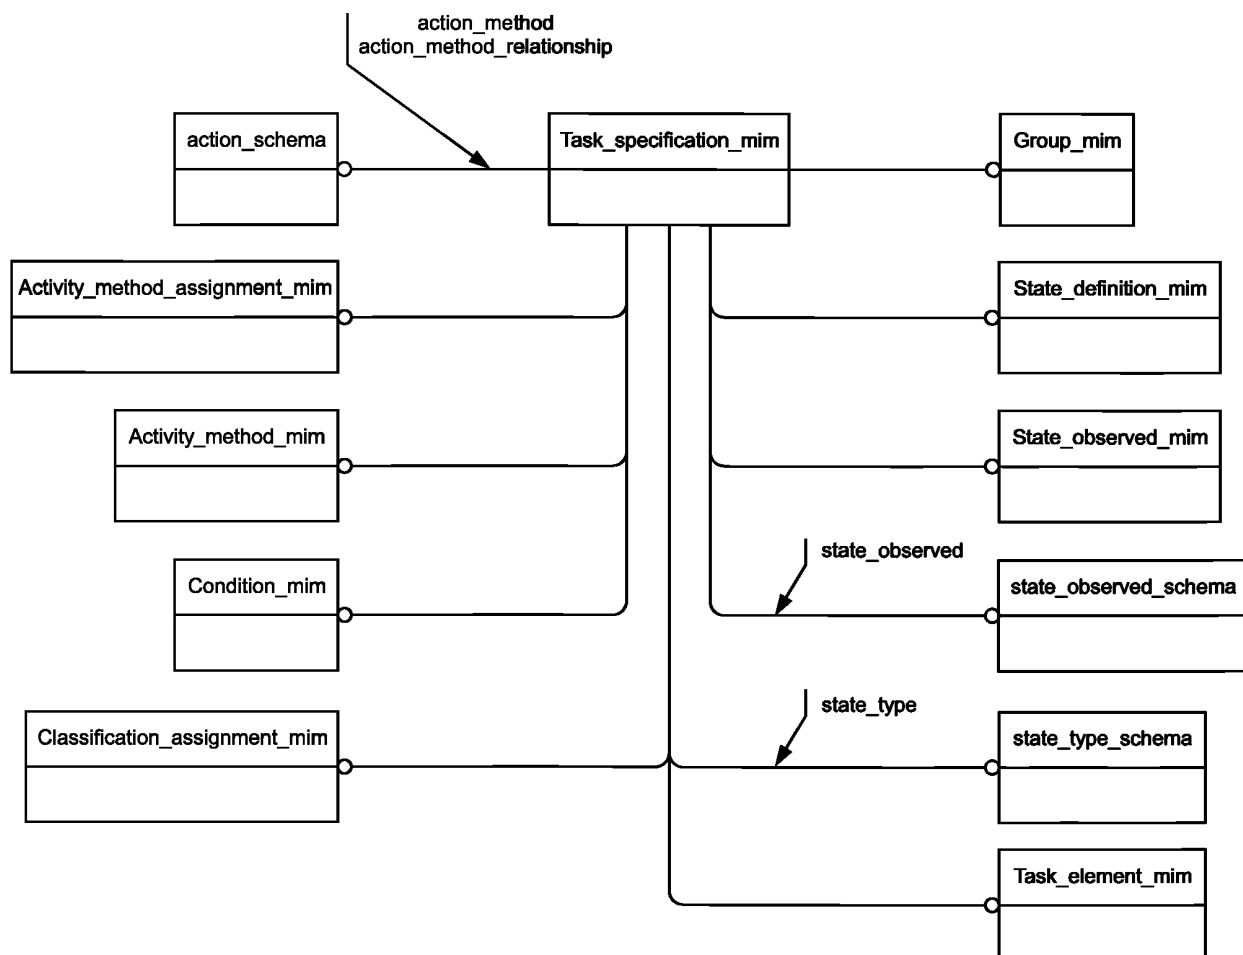 action_method
action_method_relationship
action_schema
Task_specification_mim
Group_mim
Activity_method_assignment_mim
State_definition_mim
Activity_method_mim
State_observed_mim
state_observed
Condition_mim
state_observed_schema
state_type
Classification_assignment_mim
state_type_schema
Task_element_mim